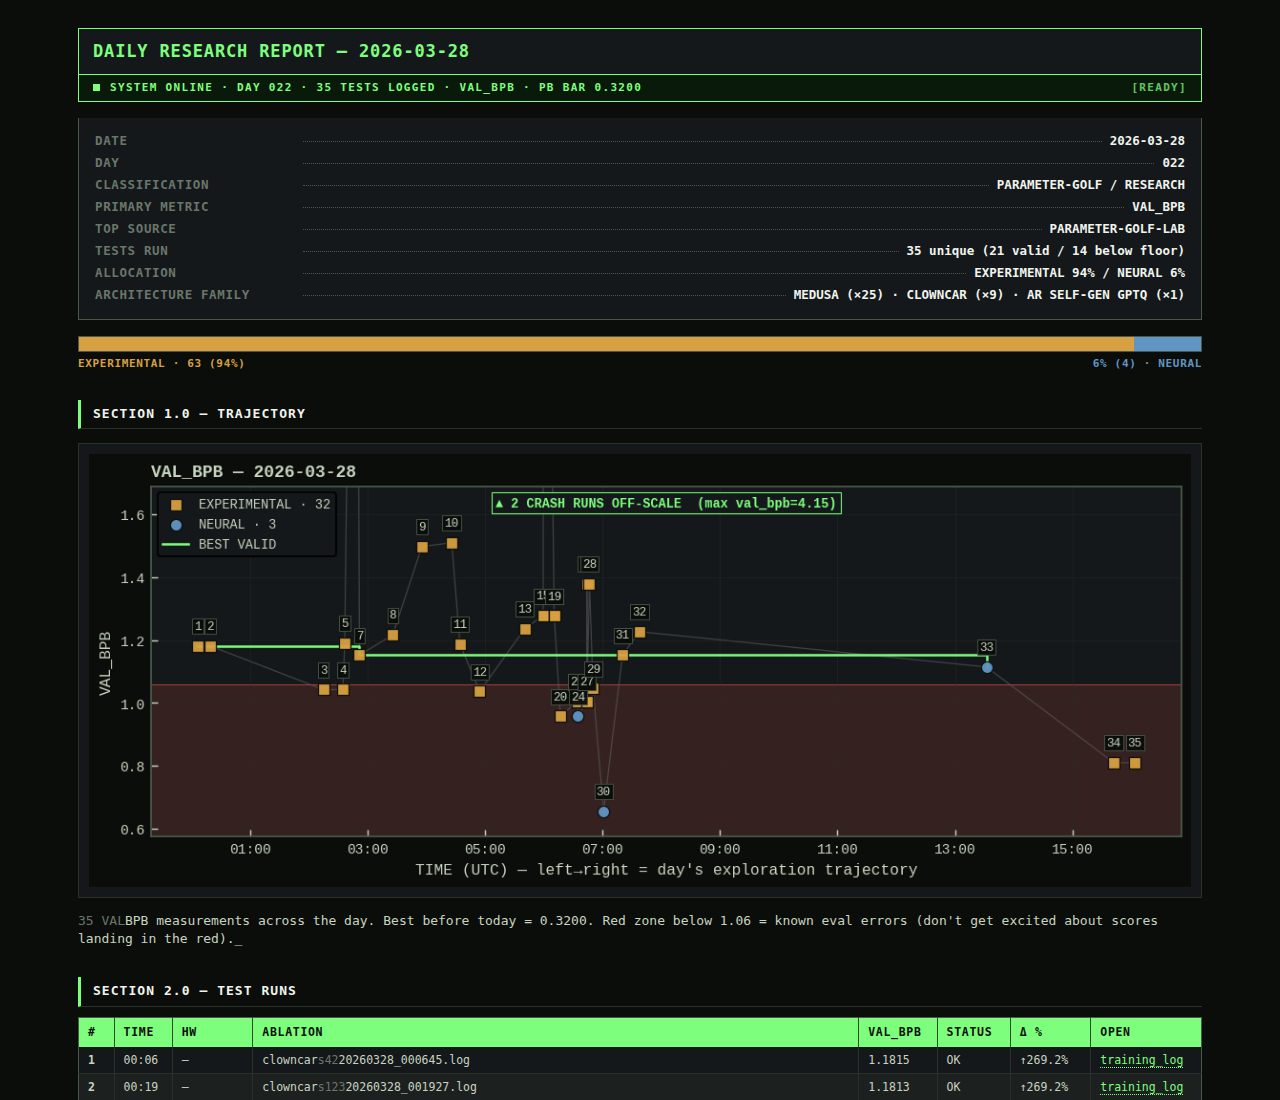 DAILY RESEARCH REPORT — 2026-03-28
SYSTEM ONLINE · DAY 022 · 35 TESTS LOGGED · VAL_BPB · PB BAR 0.3200 [READY]
DATE 2026-03-28
DAY 022
CLASSIFICATION PARAMETER-GOLF / RESEARCH
PRIMARY METRIC VAL_BPB
TOP SOURCE PARAMETER-GOLF-LAB
TESTS RUN 35 unique (21 valid / 14 below floor)
ALLOCATION EXPERIMENTAL 94% / NEURAL 6%
ARCHITECTURE FAMILY MEDUSA (×25) · CLOWNCAR (×9) · AR SELF-GEN GPTQ (×1)
EXPERIMENTAL · 63 (94%) 6% (4) · NEURAL
SECTION 1.0 — TRAJECTORY
VAL_BPB — 2026-03-28
EXPERIMENTAL · 32
NEURAL · 3
BEST VALID
▲ 2 CRASH RUNS OFF-SCALE (max val_bpb=4.15)
1.6
1.4
1.2
1.0
0.8
0.6
VAL_BPB
1 2 3 4 5 7 8 9 10 11 12 13 19 20 24 27 28 29 30 31 32 33 34 35
01:00 03:00 05:00 07:00 09:00 11:00 13:00 15:00
TIME (UTC) — left→right = day's exploration trajectory
35 VALBPB measurements across the day. Best before today = 0.3200. Red zone below 1.06 = known eval errors (don't get excited about scores
landing in the red)._
SECTION 2.0 — TEST RUNS
# TIME HW ABLATION VAL_BPB STATUS Δ % OPEN
1 00:06 — clowncars4220260328_000645.log 1.1815 OK ↑269.2% training_log
2 00:19 — clowncars12320260328_001927.log 1.1813 OK ↑269.2% training_log